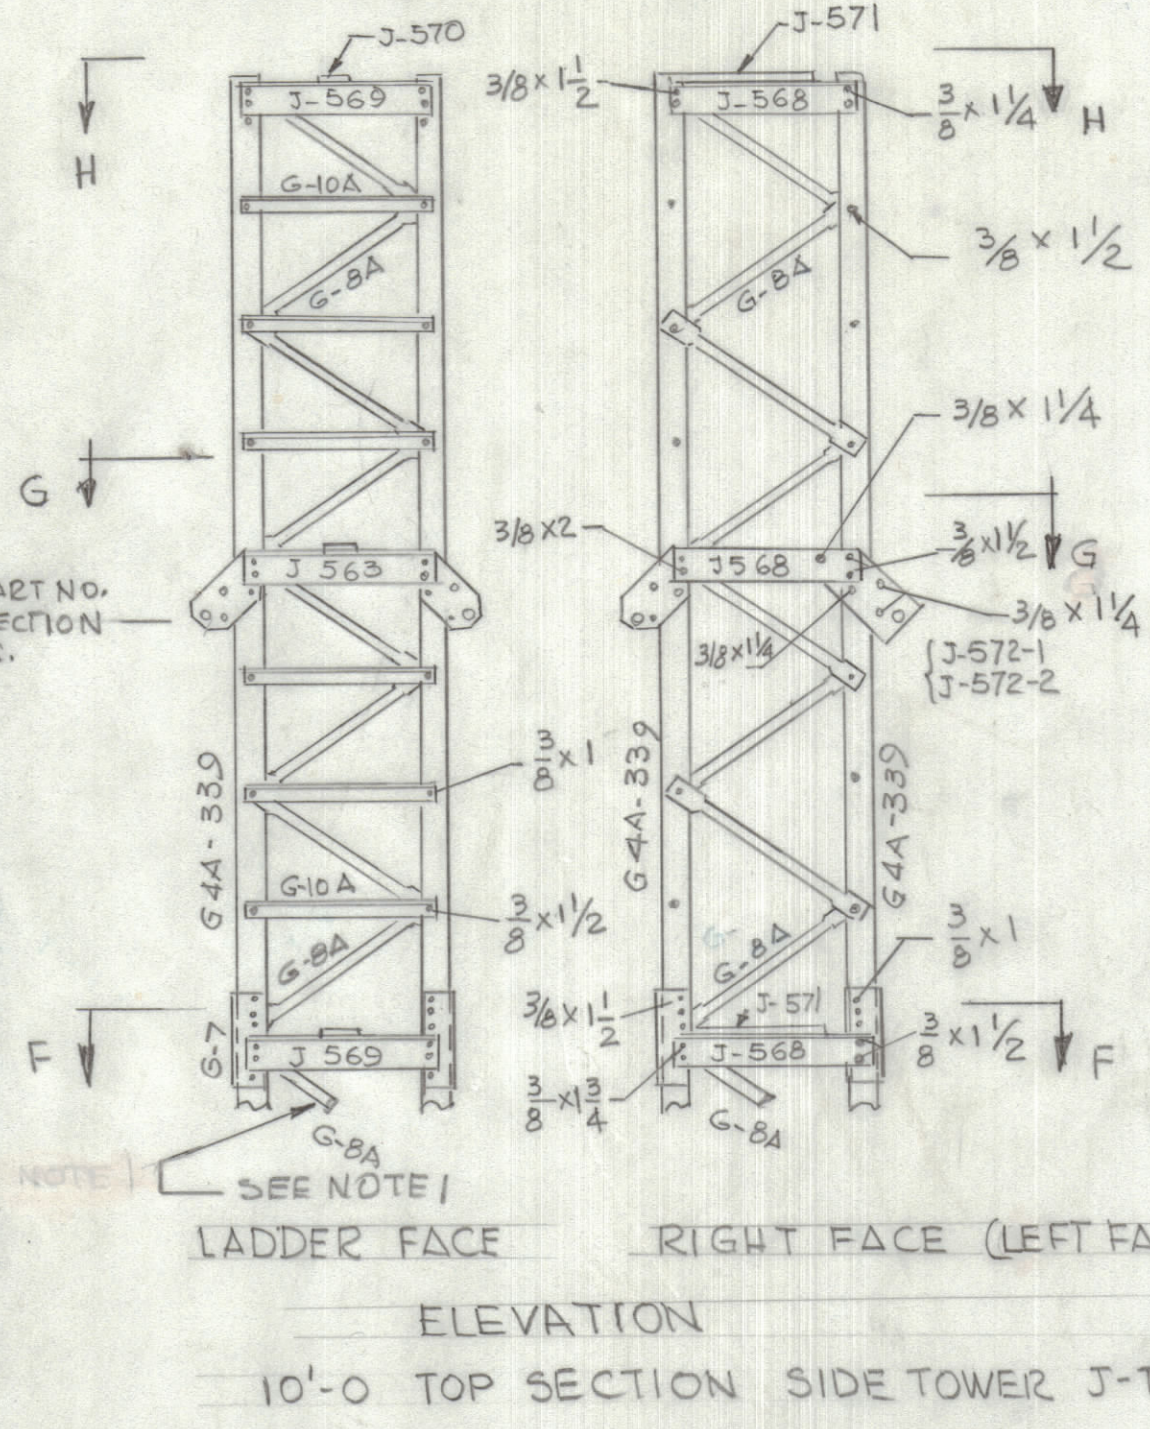 J-570
J-571
3/8 x 1 1/2
J-569
J-568
3/8 x 1 1/4
H
H
G-10A
3/8 x 1 1/2
G-8A
G-8A
3/8 x 1 1/4
G
3/8 x 2
3/8 x 1 1/2
G
J 563
J 568
ART NO.
ECTION
3/8 x 1 1/4
3/8 x 1 1/4
J-572-1
J-572-2
G4A-339
G4A-339
G4A-339
3/8 x 1
G-10A
3/8 x 1 1/2
G-8A
G-8A
3/8 x 1
3/8 x 1 1/2
J-571
G-7
F
J 569
J-568
3/8 x 1 1/2
F
3/8 x 1 3/4
G-8A
G-8A
NOTE 1
SEE NOTE 1
LADDER FACE
RIGHT FACE (LEFT FA
ELEVATION
10'-0 TOP SECTION SIDE TOWER J-T